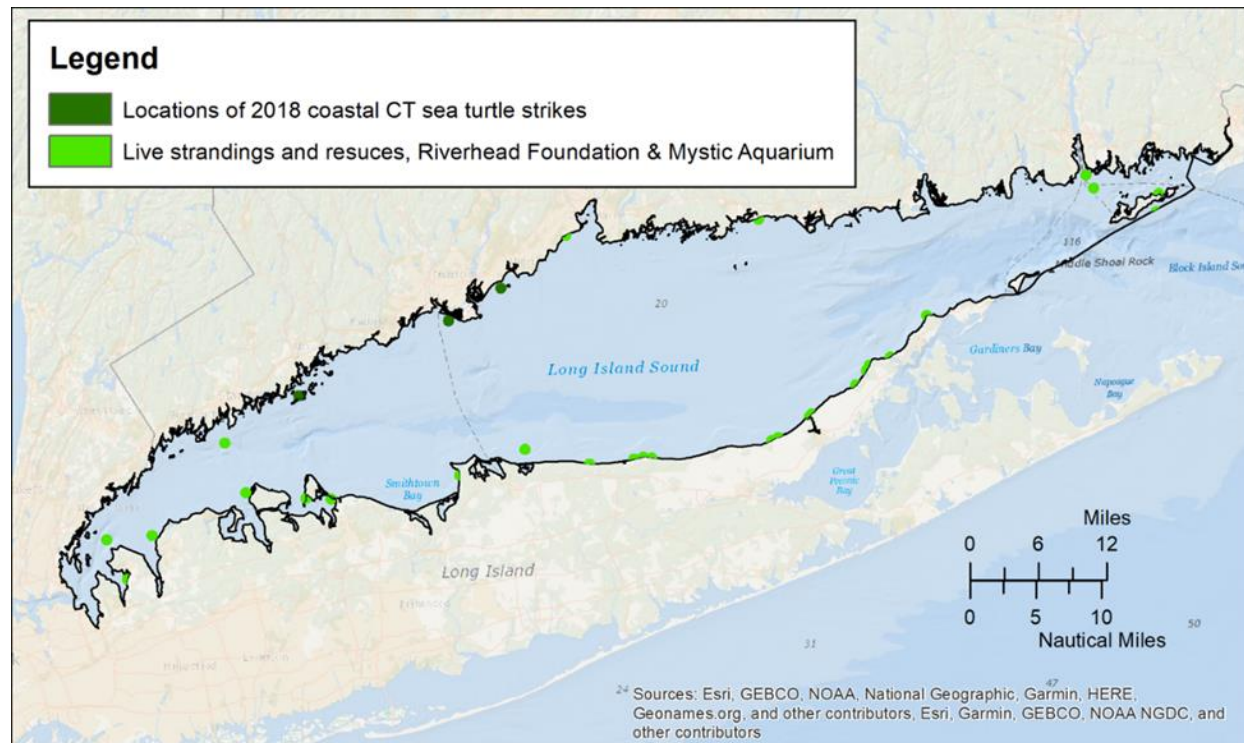 Legend
Locations of 2018 coastal CT sea turtle strikes
Live strandings and resuces, Riverhead Foundation & Mystic Aquarium
116
Middle Shoal Rock
Block Island Sou
20
Long Island Sound
Gardiners Bay
Napeague
Bay
Smithtown
Bay
Great
Peconic
Bay
Long Island
Miles
0 6 12
0 5 10
Nautical Miles
50
31
47
24
Sources: Esri, GEBCO, NOAA, National Geographic, Garmin, HERE,
Geonames.org, and other contributors, Esri, Garmin, GEBCO, NOAA NGDC, and
other contributors